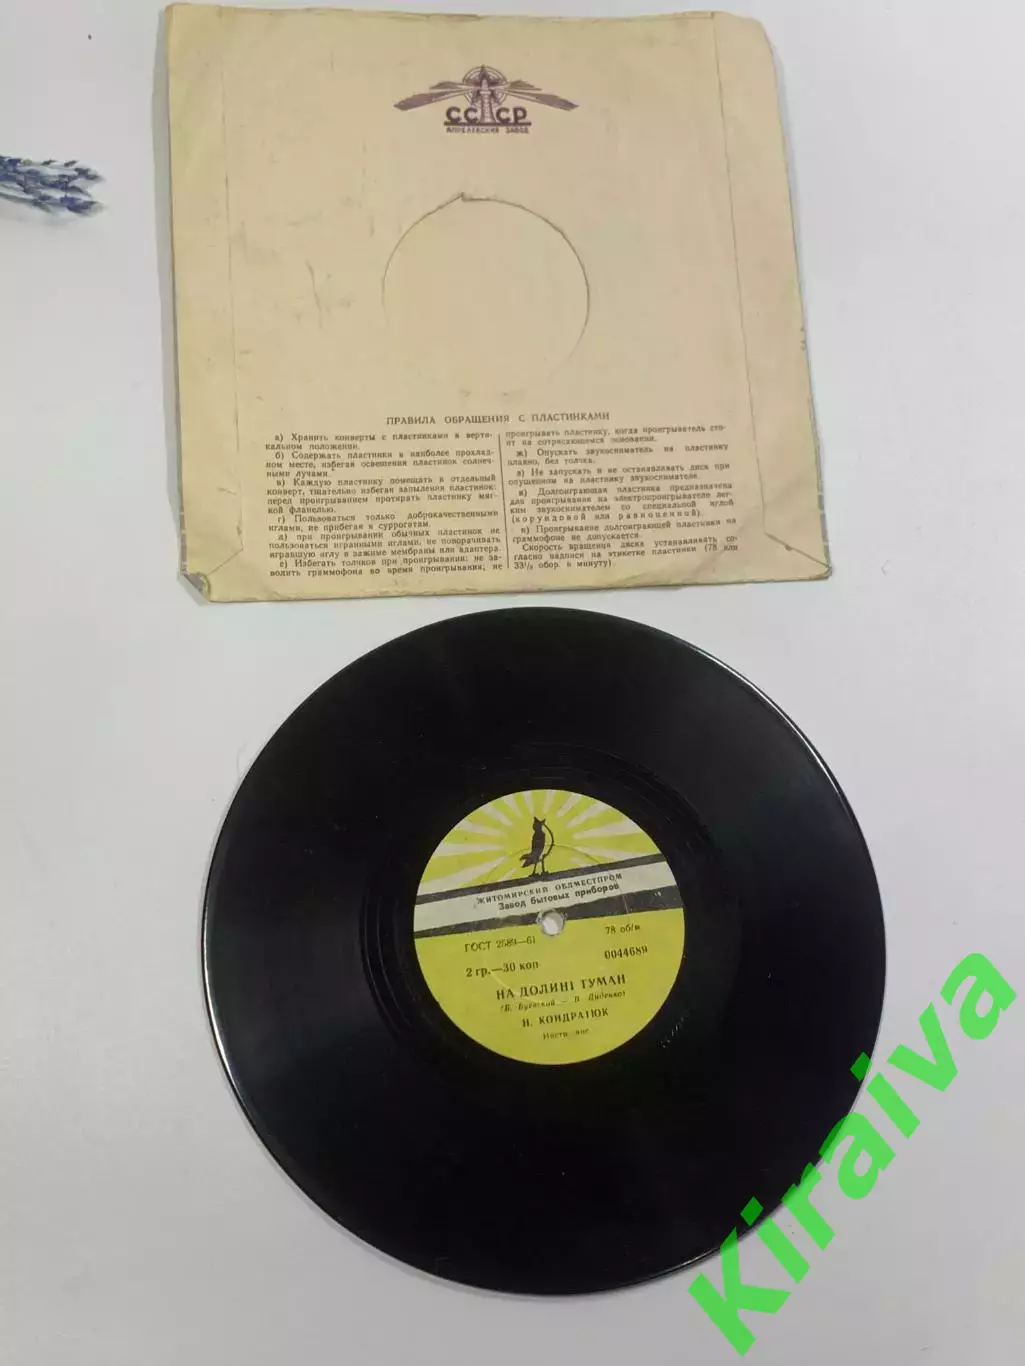 СССР
АПРЕЛЕВСКИЙ ЗАВОД
ПРАВИЛА ОБРАЩЕНИЯ С ПЛАСТИНКАМИ
а) Хранить конверты с пластинками в верти-
кальном положении.
б) Содержать пластинки в наиболее прохлад-
ном месте, избегая освещения пластинок солнеч-
ными лучами.
в) Каждую пластинку помещать в отдельный
конверт, тщательно избегая запыления пластинок;
перед проигрыванием протирать пластинку мяг-
кой фланелью.
г) Пользоваться только доброкачественными
иглами, не прибегая к суррогатам.
д) при проигрывании обычных пластинок не
пользоваться игранными иглами, не поворачивать
игравшую иглу в зажиме мембраны или адаптера.
е) Избегать толчков при проигрывании: не за-
водить граммофона во время проигрывания; не
проигрывать пластинку, когда проигрыватель сто-
ит на сотрясающемся основании.
ж) Опускать звукосниматель на пластинку
плавно, без толчка.
з) Не запускать и не останавливать диск при
опущенном на пластинку звукоснимателе.
и) Долгоиграющая пластинка предназначена
для проигрывания на электропроигрывателе лег-
ким звукоснимателем со специальной иглой
(корундовой или равноценной).
к) Проигрывание долгоиграющей пластинки на
граммофоне не допускается.
Скорость вращения диска устанавливать со-
гласно надписи на этикетке пластинки (78 или
33⅓ обор. в минуту).
ЖИТОМИРСКИЙ ОБЛМЕСТПРОМ
Завод бытовых приборов
ГОСТ 2589—61 78 об/м
2 гр.—30 коп 0044689
НА ДОЛИНІ ТУМАН
(Б. Буевский — В. Диденко)
Н. КОНДРАТЮК
Kiraiva